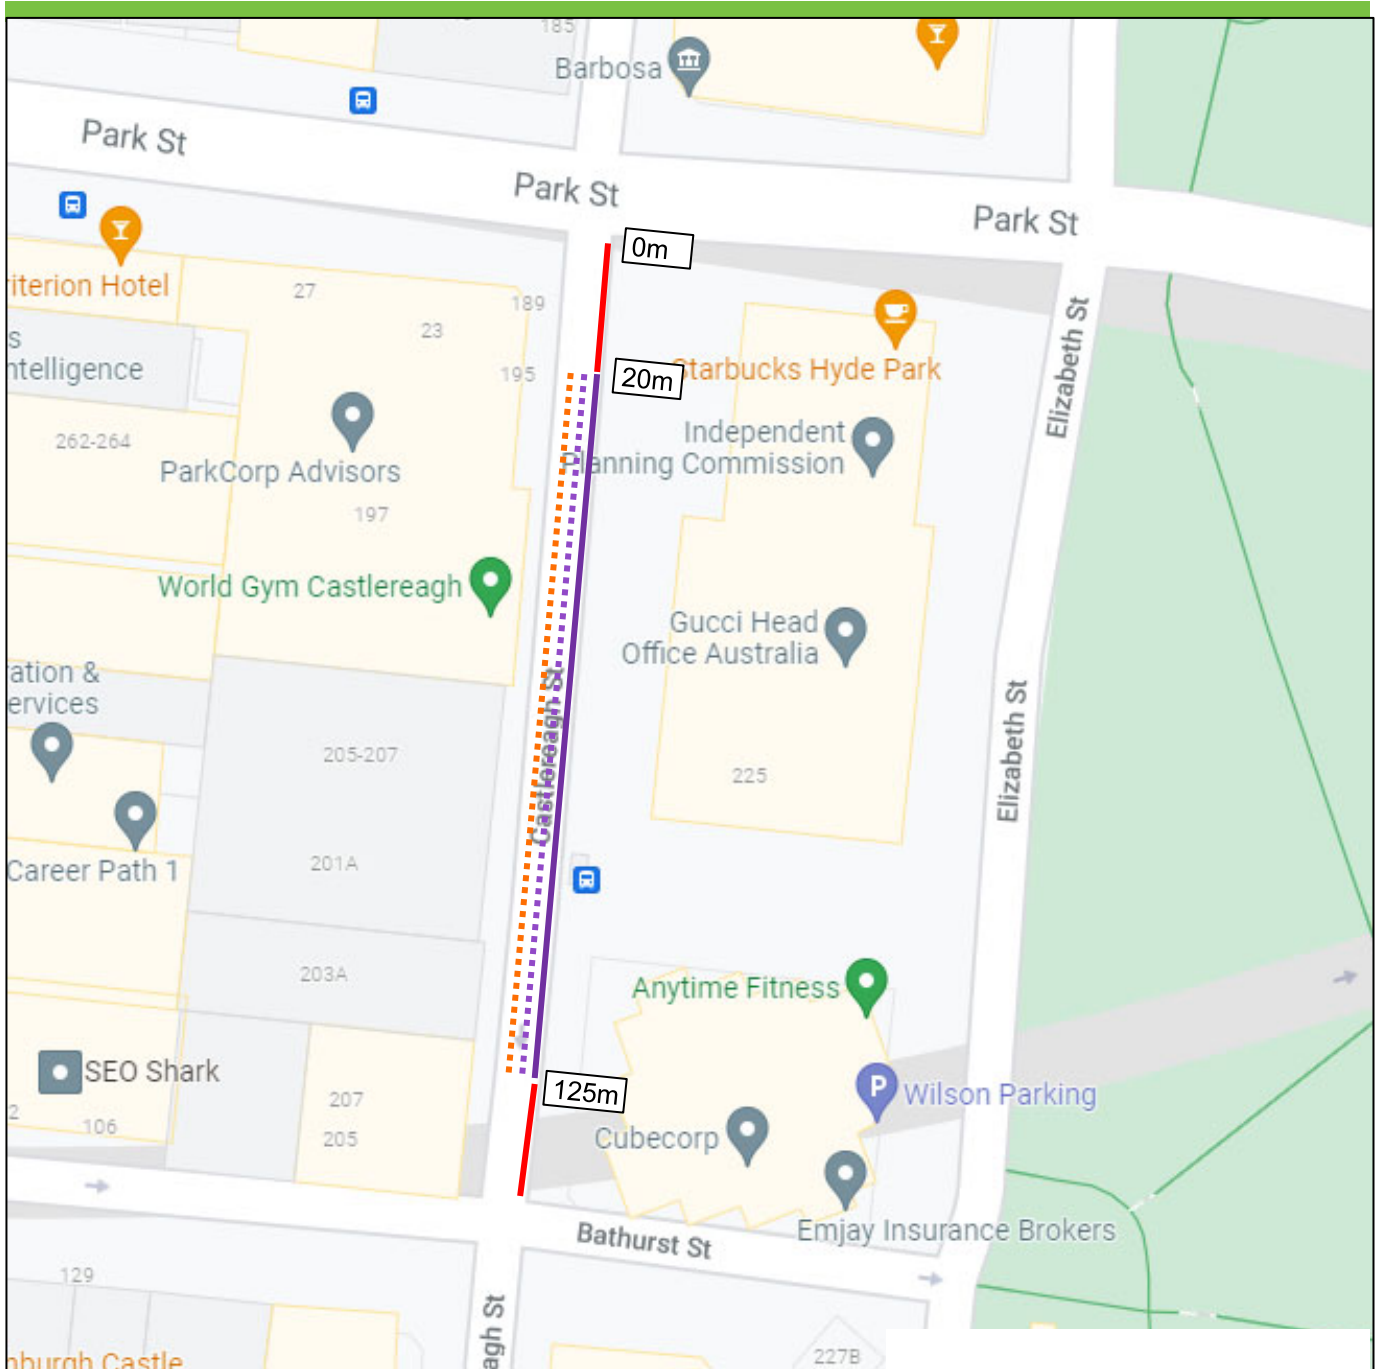 185
Barbosa
Park St
Park St
Park St
0m
riterion Hotel
27
189
23
s
ntelligence
195
20m
Starbucks Hyde Park
Elizabeth St
262-264
Independent
Planning Commission
ParkCorp Advisors
197
World Gym Castlereagh
Gucci Head
Office Australia
ation &
ervices
Castlereagh St
Elizabeth St
205-207
225
201A
Career Path 1
203A
Anytime Fitness
SEO Shark
125m
P
Wilson Parking
207
2
106
205
Cubecorp
Emjay Insurance Brokers
Bathurst St
129
agh St
227B
nburgh Castle